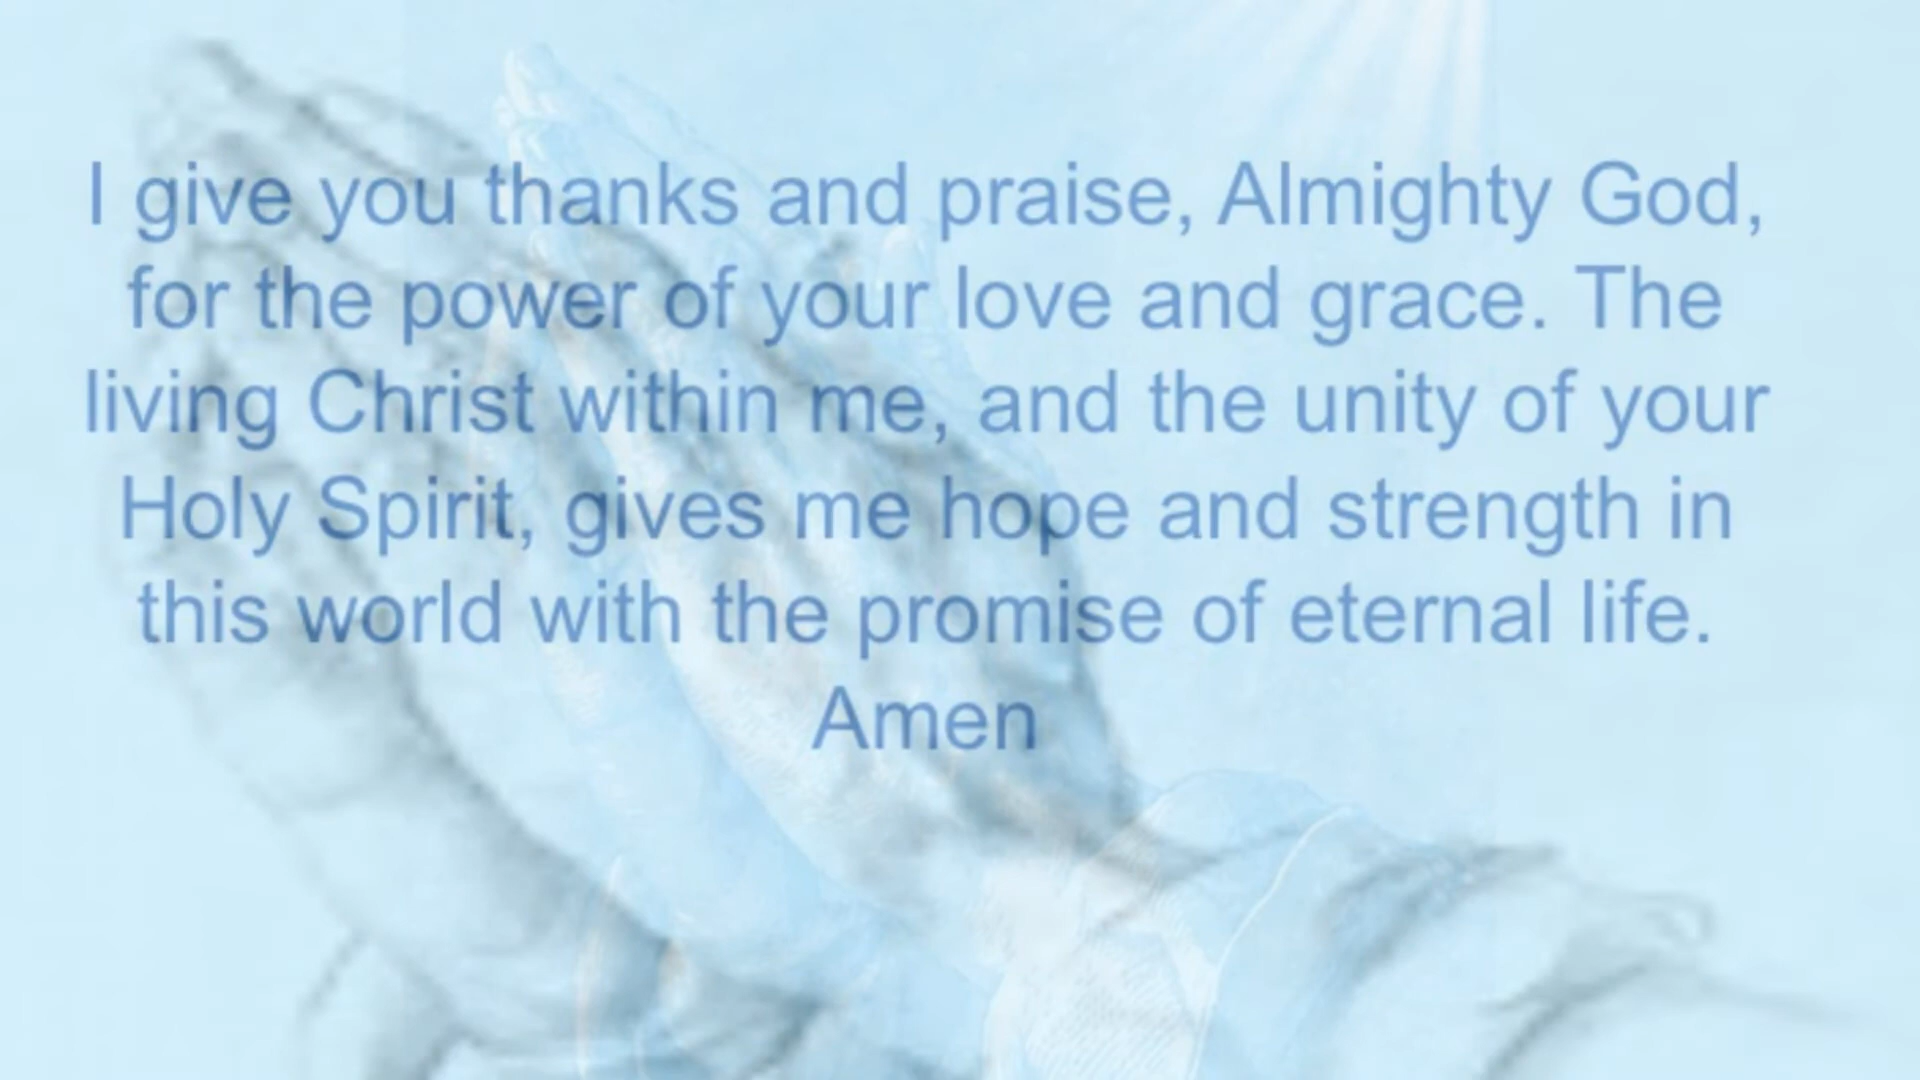 I give you thanks and praise, Almighty God,
for the power of your love and grace. The
living Christ within me, and the unity of your
Holy Spirit, gives me hope and strength in
this world with the promise of eternal life.
Amen